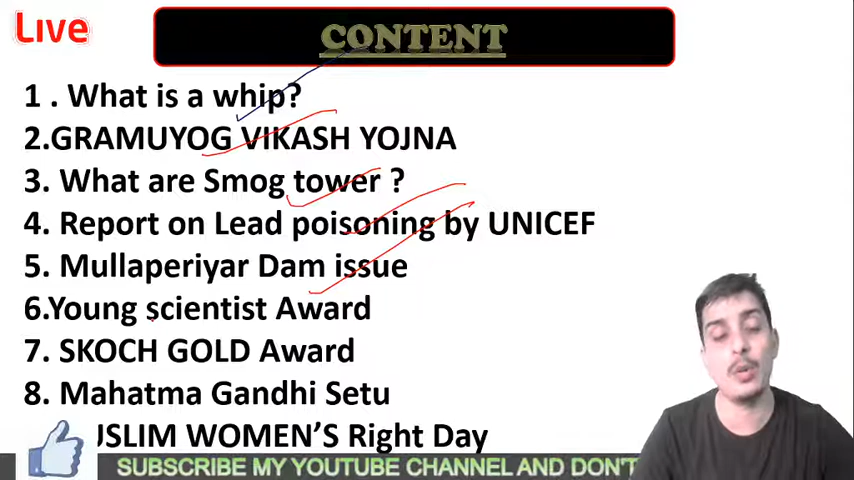 Live
CONTENT
1 . What is a whip?
2.GRAMUYOG VIKASH YOJNA
3. What are Smog tower ?
4. Report on Lead poisoning by UNICEF
5. Mullaperiyar Dam issue
6.Young scientist Award
7. SKOCH GOLD Award
8. Mahatma Gandhi Setu
USLIM WOMEN’S Right Day
SUBSCRIBE MY YOUTUBE CHANNEL AND DON'T